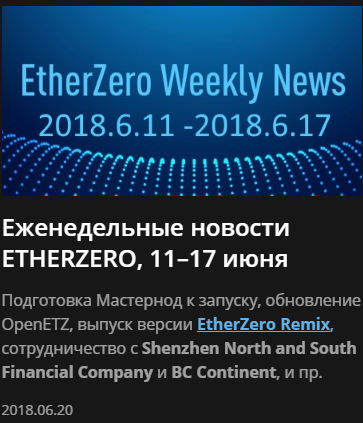 EtherZero Weekly News
2018.6.11 -2018.6.17
Еженедельные новости
ETHERZERO, 11–17 июня
Подготовка Мастернод к запуску, обновление
OpenETZ, выпуск версии EtherZero Remix,
сотрудничество с Shenzhen North and South
Financial Company и BC Continent, и пр.
2018.06.20